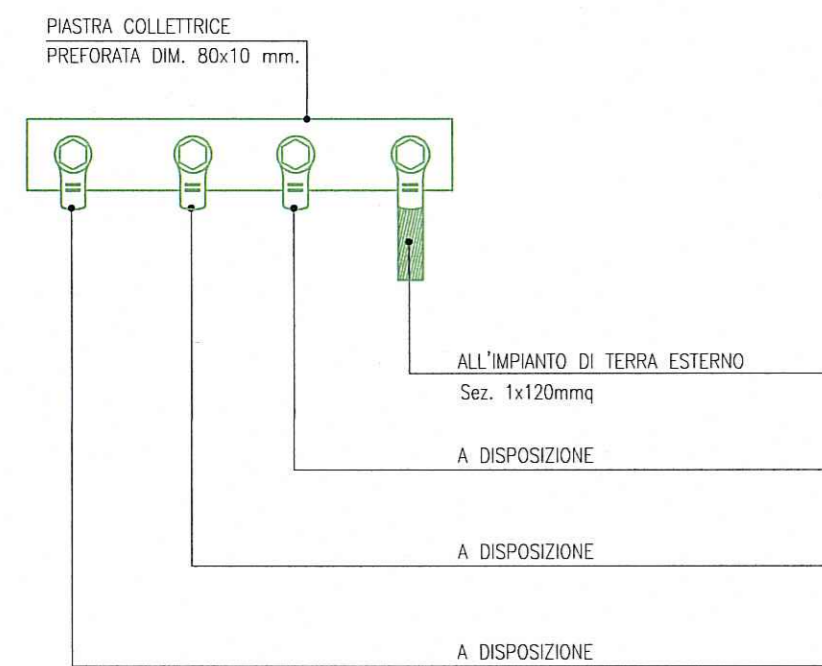 PIASTRA COLLETTRICE
PREFORATA DIM. 80x10 mm.
ALL'IMPIANTO DI TERRA ESTERNO
Sez. 1x120mmq
A DISPOSIZIONE
A DISPOSIZIONE
A DISPOSIZIONE